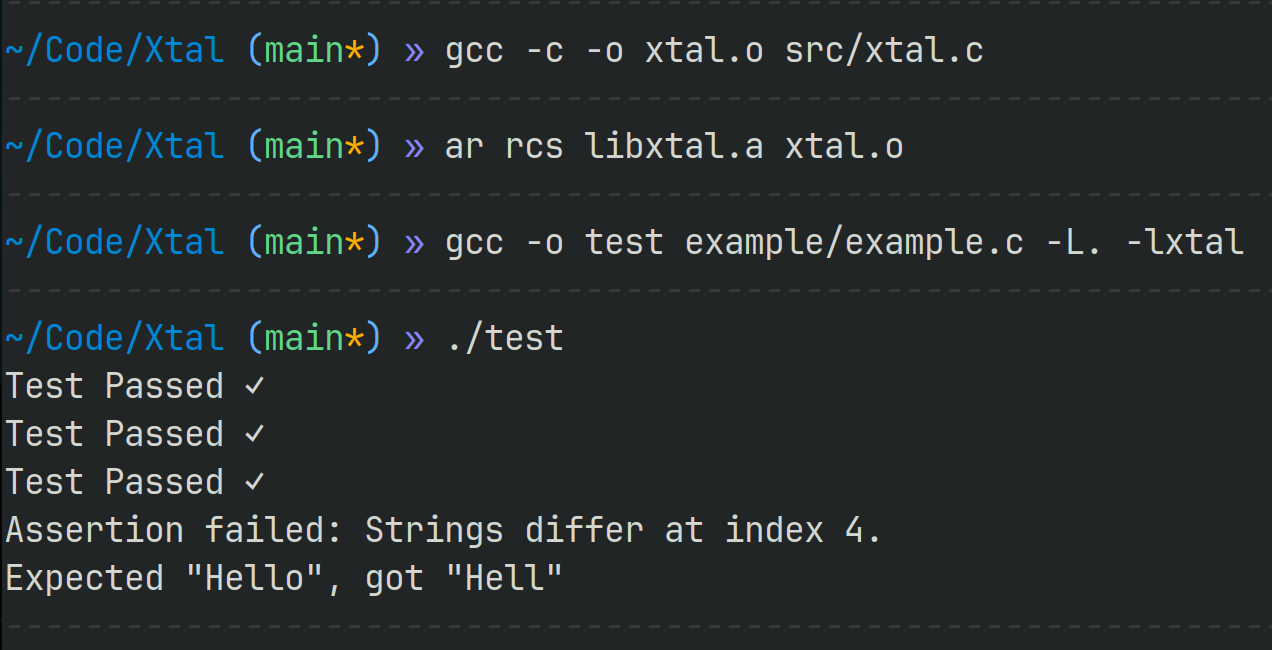 ~/Code/Xtal (main*) » gcc -c -o xtal.o src/xtal.c
~/Code/Xtal (main*) » ar rcs libxtal.a xtal.o
~/Code/Xtal (main*) » gcc -o test example/example.c -L. -lxtal
~/Code/Xtal (main*) » ./test
Test Passed ✓
Test Passed ✓
Test Passed ✓
Assertion failed: Strings differ at index 4.
Expected "Hello", got "Hell"